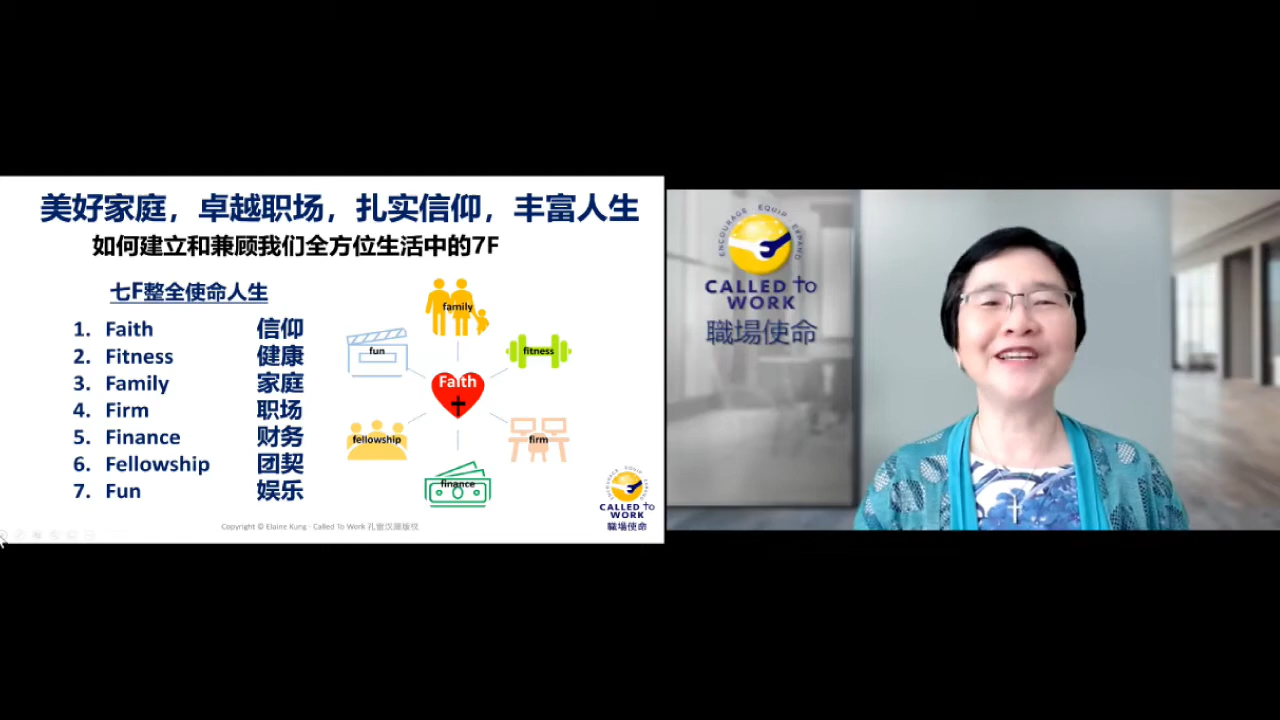 美好家庭，卓越职场，扎实信仰，丰富人生
如何建立和兼顾我们全方位生活中的7F
七F整全使命人生
1. Faith 信仰
2. Fitness 健康
3. Family 家庭
4. Firm 职场
5. Finance 财务
6. Fellowship 团契
7. Fun 娱乐
family
fun
fitness
Faith
fellowship
firm
finance
ENCOURAGE EQUIP EXPAND
CALLED to
WORK
職場使命
Copyright © Elaine Kung - Called To Work
ENCOURAGE EQUIP EXPAND
CALLED to
WORK
職場使命